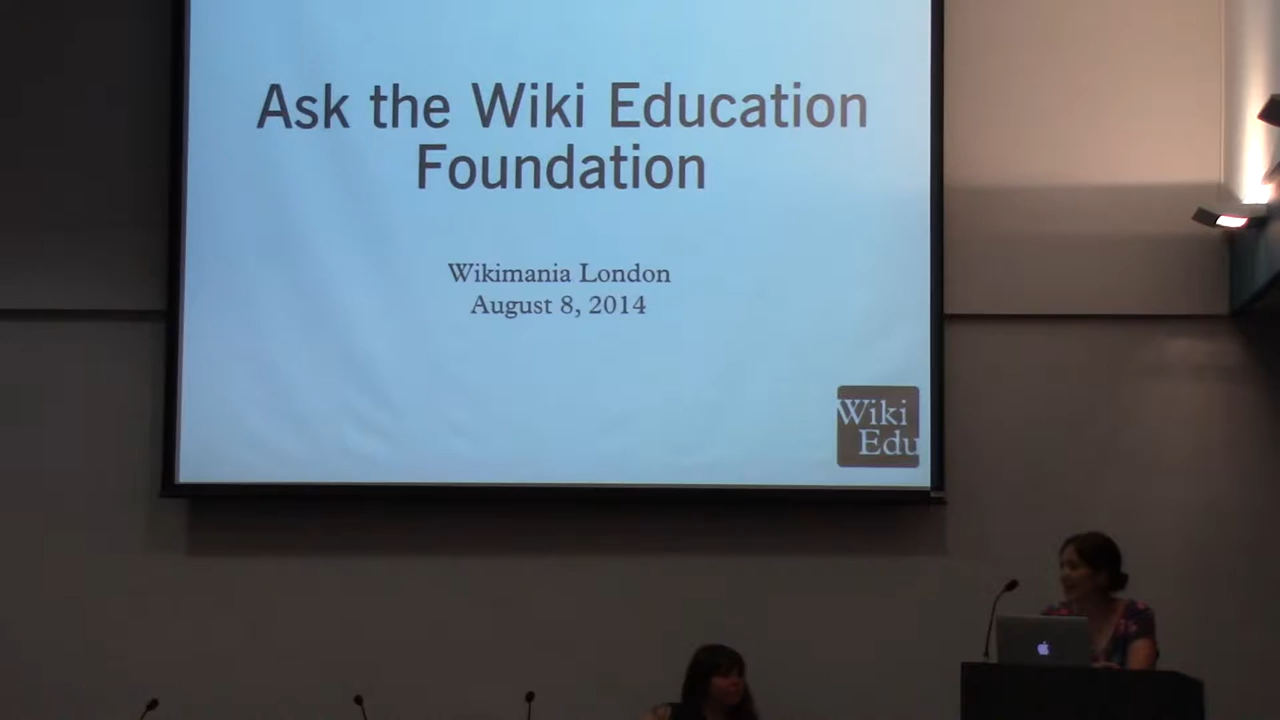 Ask the Wiki Education
Foundation
Wikimania London
August 8, 2014
Wiki
Edu